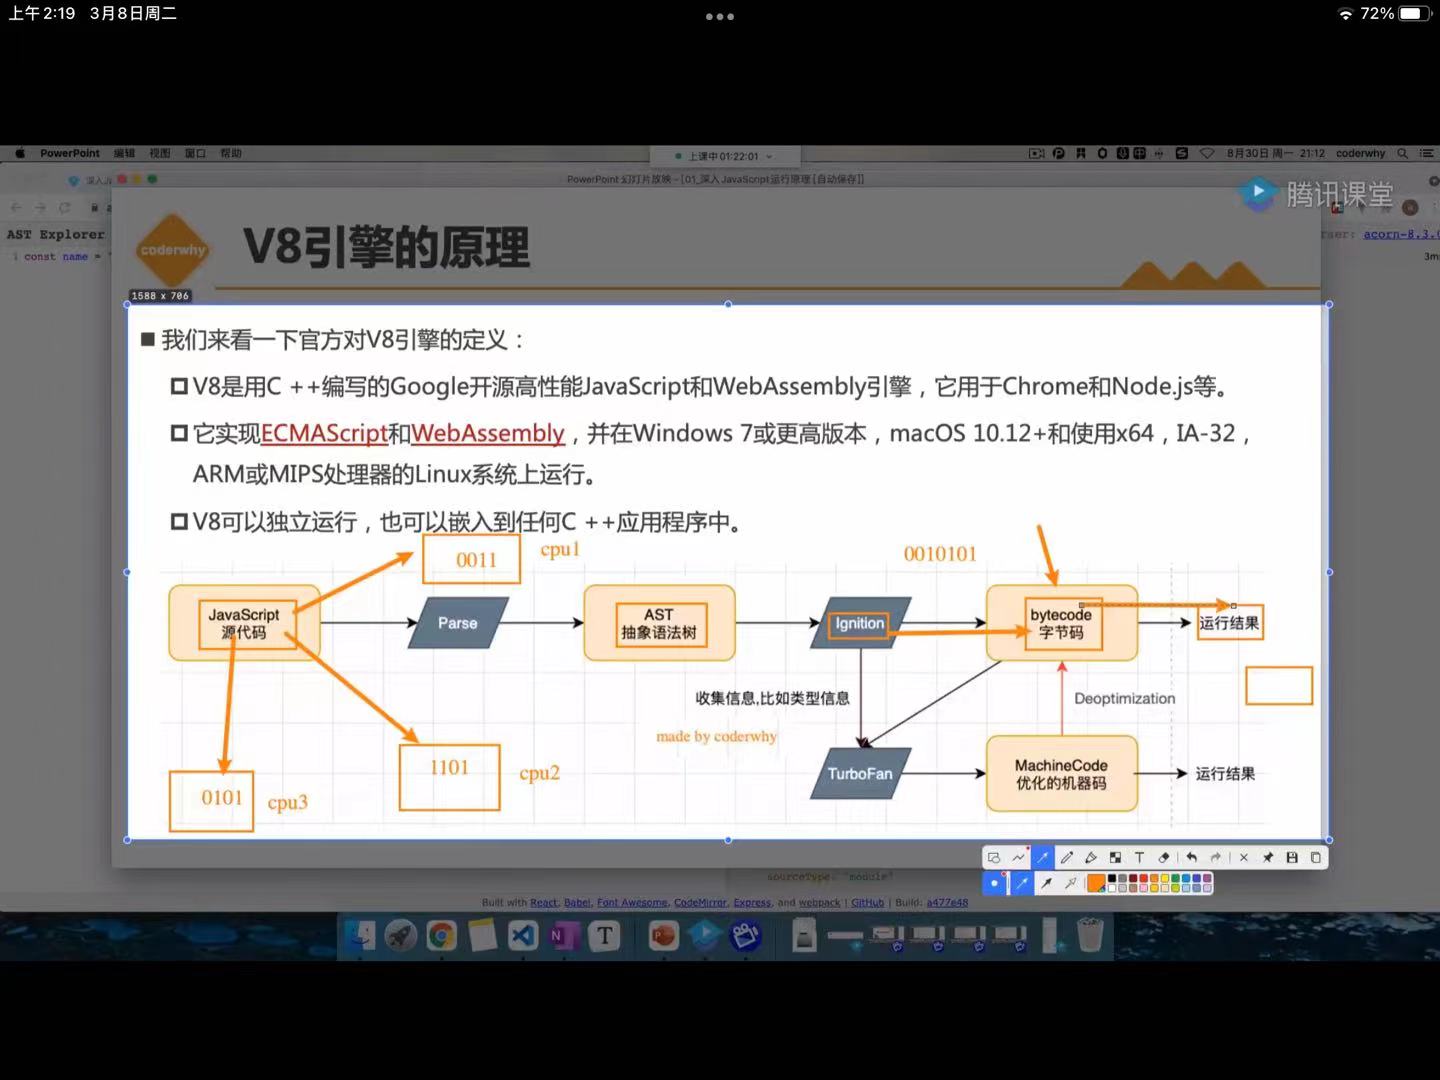 上午2:19 3月8日周二
72%
PowerPoint 编辑 视图 窗口 帮助
上课中 01:22:01
8月30日 周一 21:12 coderwhy
深入J
PowerPoint 幻灯片放映 - [01_深入JavaScript运行原理 [自动保存]]
腾讯课堂
AST Explorer
acorn-8.3.0
1 const name =
3m
coderwhy
V8引擎的原理
1588 x 706
我们来看一下官方对V8引擎的定义：
V8是用C ++编写的Google开源高性能JavaScript和WebAssembly引擎，它用于Chrome和Node.js等。
它实现ECMAScript和WebAssembly，并在Windows 7或更高版本，macOS 10.12+和使用x64，IA-32，
ARM或MIPS处理器的Linux系统上运行。
V8可以独立运行，也可以嵌入到任何C ++应用程序中。
0011
cpu1
0010101
JavaScript
源代码
Parse
AST
抽象语法树
Ignition
bytecode
字节码
运行结果
收集信息,比如类型信息
Deoptimization
made by coderwhy
0101
cpu3
1101
cpu2
TurboFan
MachineCode
优化的机器码
运行结果
sourceType: "module"
Built with React, Babel, Font Awesome, CodeMirror, Express, and webpack | GitHub | Build: a477e48